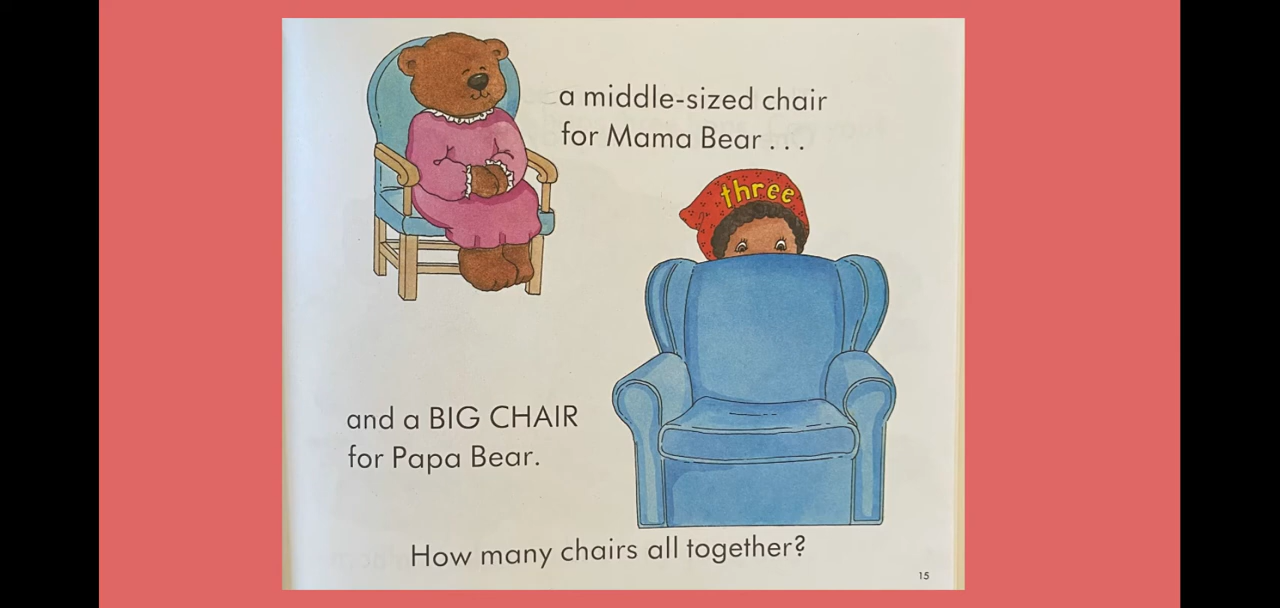 a middle-sized chair
for Mama Bear . . .
three
and a BIG CHAIR
for Papa Bear.
How many chairs all together?
15